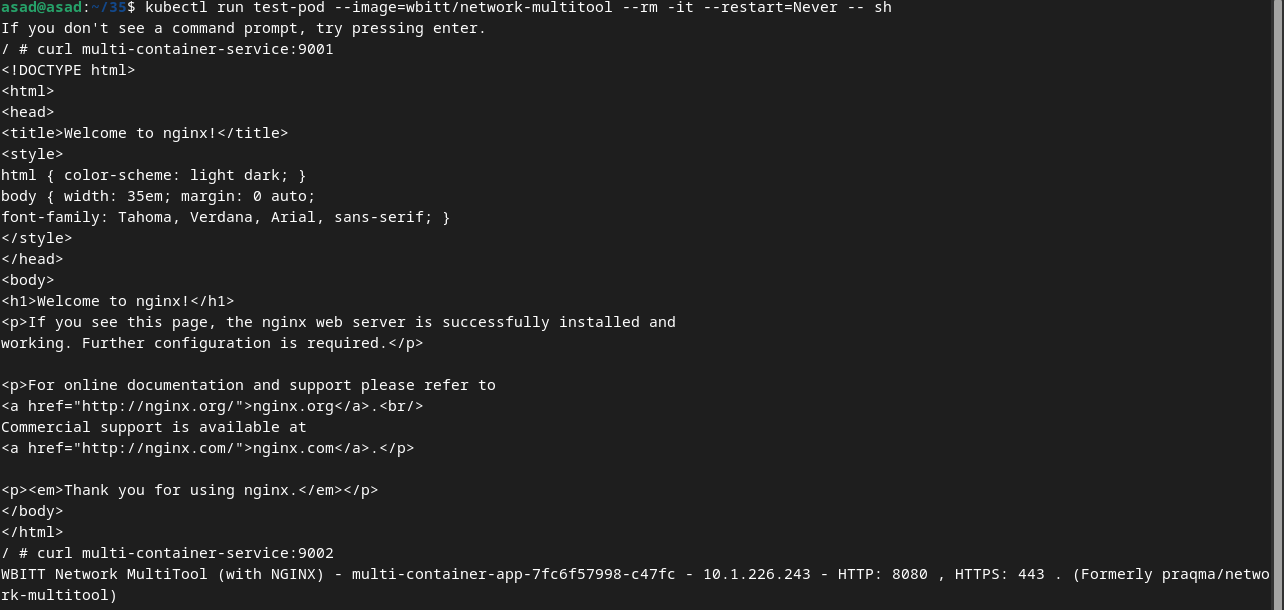 asad@asad:~/35$ kubectl run test-pod --image=wbitt/network-multitool --rm -it --restart=Never -- sh
If you don't see a command prompt, try pressing enter.
/ # curl multi-container-service:9001
<!DOCTYPE html>
<html>
<head>
<title>Welcome to nginx!</title>
<style>
html { color-scheme: light dark; }
body { width: 35em; margin: 0 auto;
font-family: Tahoma, Verdana, Arial, sans-serif; }
</style>
</head>
<body>
<h1>Welcome to nginx!</h1>
<p>If you see this page, the nginx web server is successfully installed and
working. Further configuration is required.</p>

<p>For online documentation and support please refer to
<a href="http://nginx.org/">nginx.org</a>.<br/>
Commercial support is available at
<a href="http://nginx.com/">nginx.com</a>.</p>

<p><em>Thank you for using nginx.</em></p>
</body>
</html>
/ # curl multi-container-service:9002
WBITT Network MultiTool (with NGINX) - multi-container-app-7fc6f57998-c47fc - 10.1.226.243 - HTTP: 8080 , HTTPS: 443 . (Formerly praqma/netwo
rk-multitool)